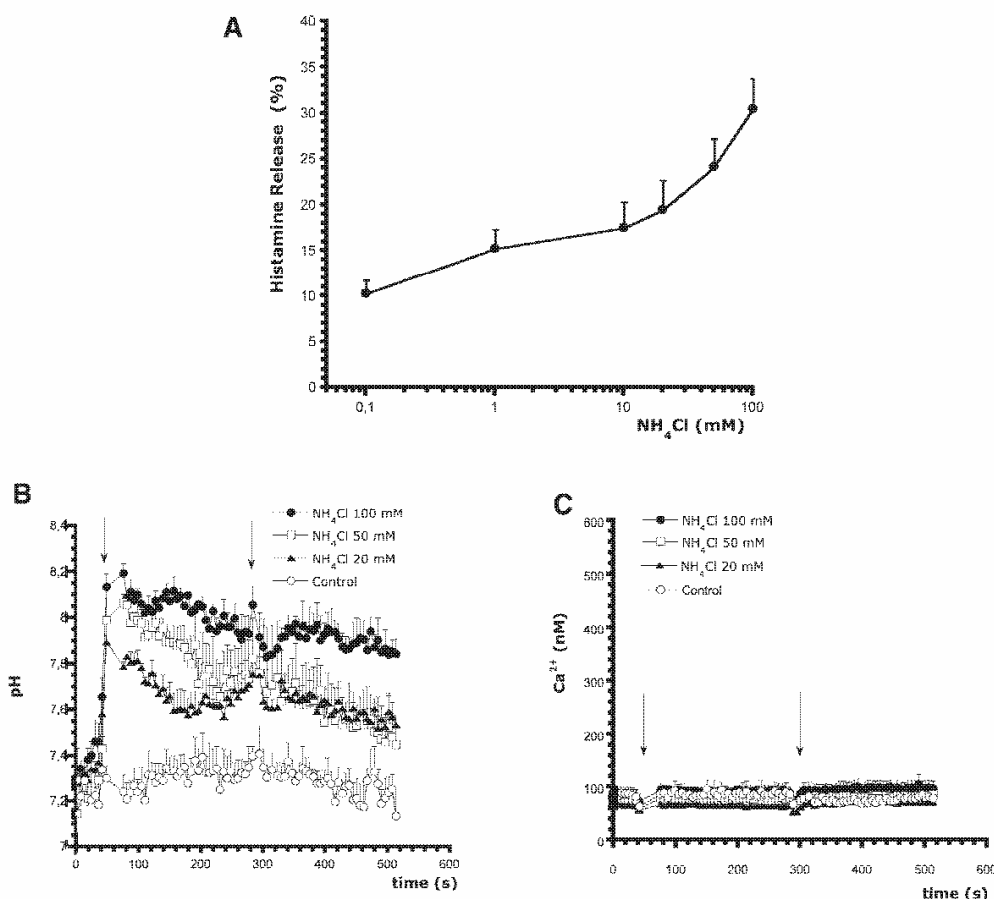 A
Histamine Release (%)
40
35
30
25
20
15
10
5
0
0,1
1
10
100
NH₄Cl (mM)
B
pH
8,4
8,2
8
7,8
7,6
7,4
7,2
7
0
100
200
300
400
500
600
time (s)
NH₄Cl 100 mM
NH₄Cl 50 mM
NH₄Cl 20 mM
Control
C
Ca²⁺ (nM)
600
500
400
300
200
100
0
0
100
200
300
400
500
600
time (s)
NH₄Cl 100 mM
NH₄Cl 50 mM
NH₄Cl 20 mM
Control